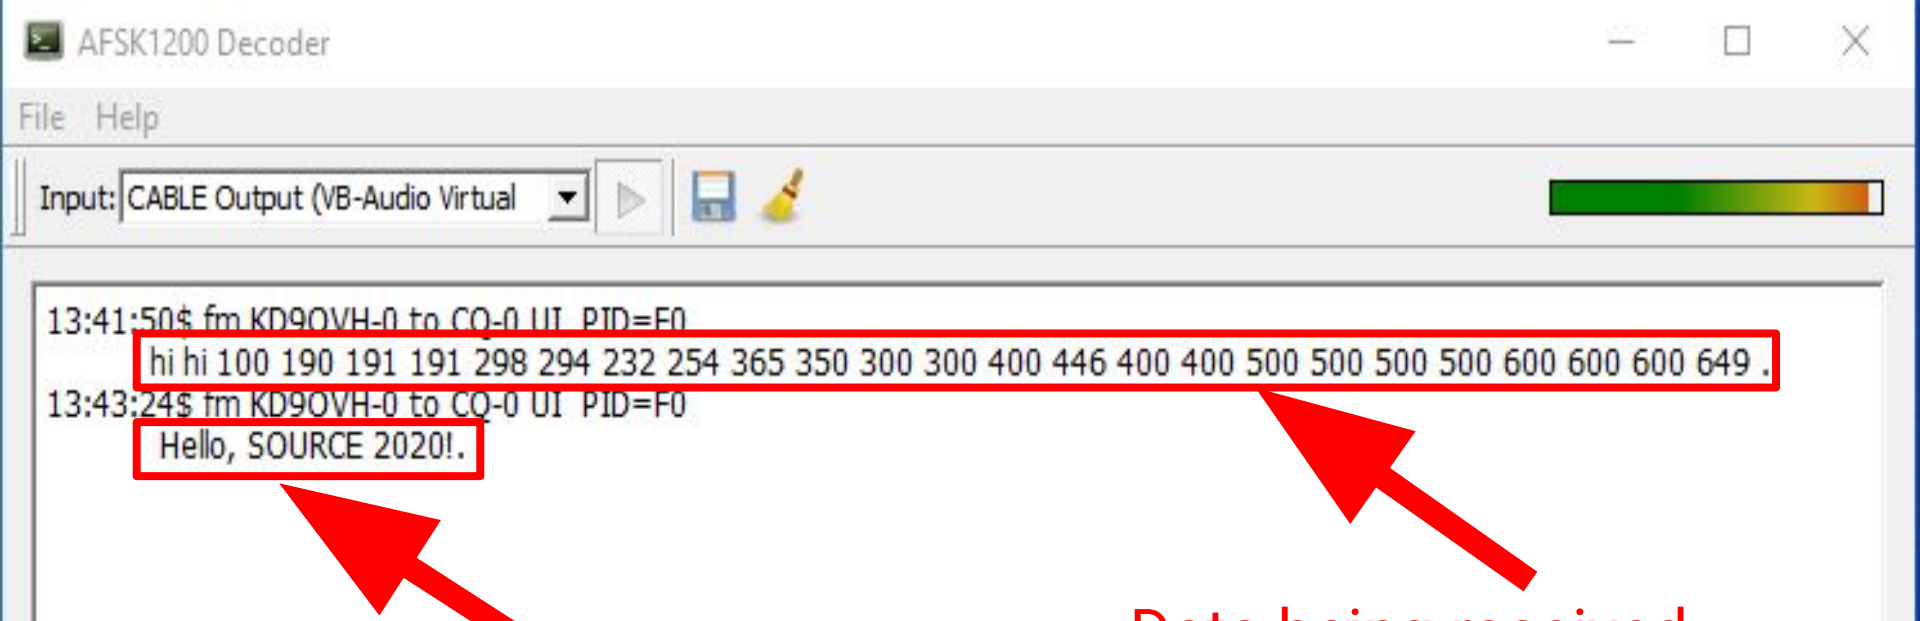 AFSK1200 Decoder
File Help
Input: CABLE Output (VB-Audio Virtual
13:41:50$ fm KD9OVH-0 to CQ-0 UI PID=F0
hi hi 100 190 191 191 298 294 232 254 365 350 300 300 400 446 400 400 500 500 500 500 600 600 600 649 .
13:43:24$ fm KD9OVH-0 to CQ-0 UI PID=F0
Hello, SOURCE 2020!.
Data being received